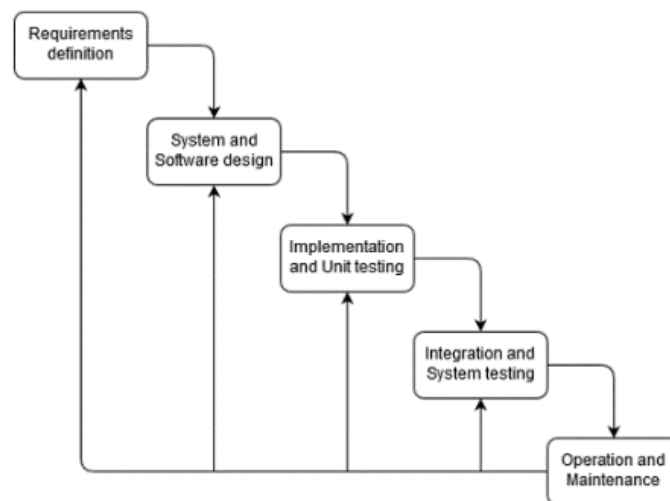 Requirements
definition
System and
Software design
Implementation
and Unit testing
Integration and
System testing
Operation and
Maintenance